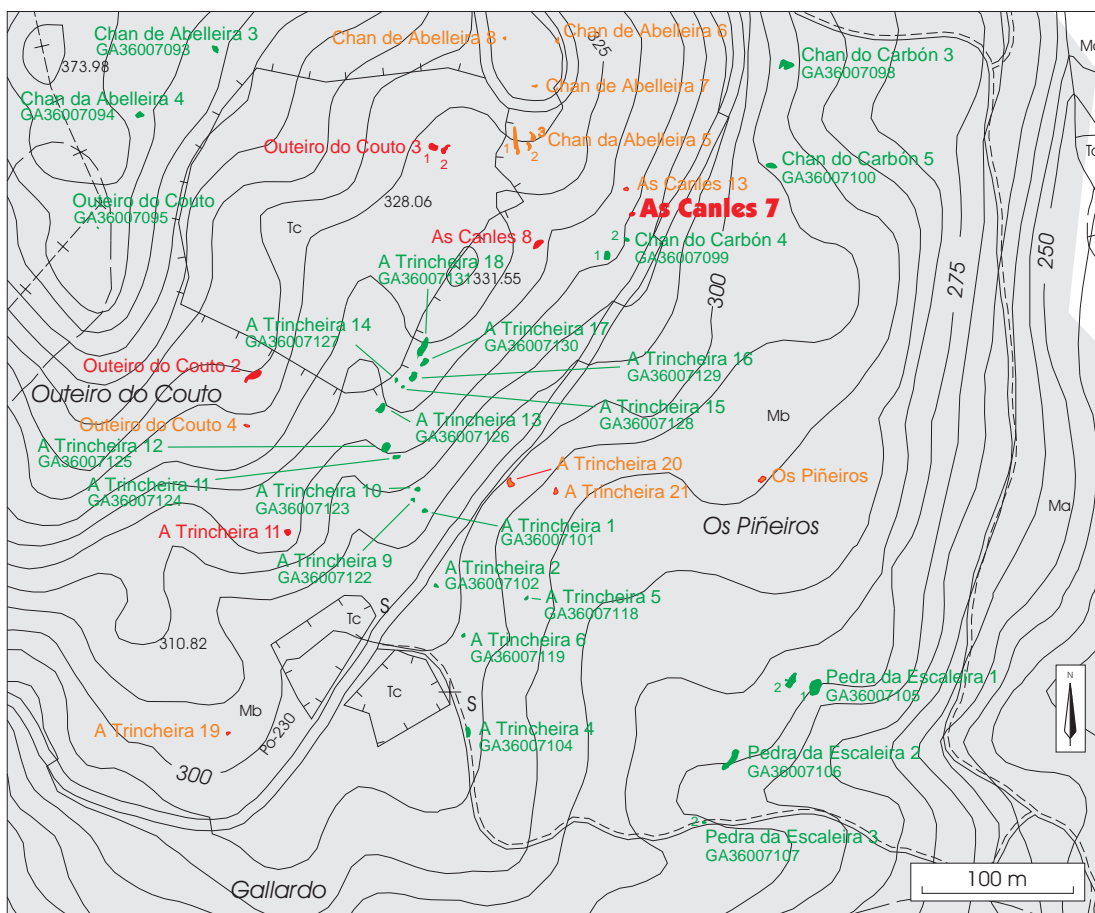 Chan de Abelleira 3
GA36007093
373.98
Chan da Abelleira 4
GA36007094
Outeiro do Couto
GA36007095
Tc
Chan de Abelleira 8
Chan de Abelleira 6
325
Chan de Abelleira 7
Outeiro do Couto 3
1
2
1
3
2
Chan da Abelleira 5
Chan do Carbón 3
GA36007098
Chan do Carbón 5
GA36007100
328.06
Tc
As Canles 13
As Canles 7
As Canles 8
2
1
Chan do Carbón 4
GA36007099
A Trincheira 18
GA36007131
331.55
300
275
250
A Trincheira 14
GA36007127
A Trincheira 17
GA36007130
A Trincheira 16
GA36007129
Outeiro do Couto 2
Outeiro do Couto
A Trincheira 15
GA36007128
Mb
Outeiro do Couto 4
A Trincheira 13
GA36007126
A Trincheira 12
GA36007125
A Trincheira 11
GA36007124
A Trincheira 20
A Trincheira 21
Os Piñeiros
A Trincheira 10
GA36007123
A Trincheira 11
A Trincheira 1
GA36007101
Os Piñeiros
Ma
A Trincheira 9
GA36007122
A Trincheira 2
GA36007102
A Trincheira 5
GA36007118
S
Tc
310.82
A Trincheira 6
GA36007119
Tc
S
2
1
Pedra da Escaleira 1
GA36007105
N
Mb
A Trincheira 19
Po-230
A Trincheira 4
GA36007104
Pedra da Escaleira 2
GA36007106
300
2
Pedra da Escaleira 3
GA36007107
Gallardo
100 m